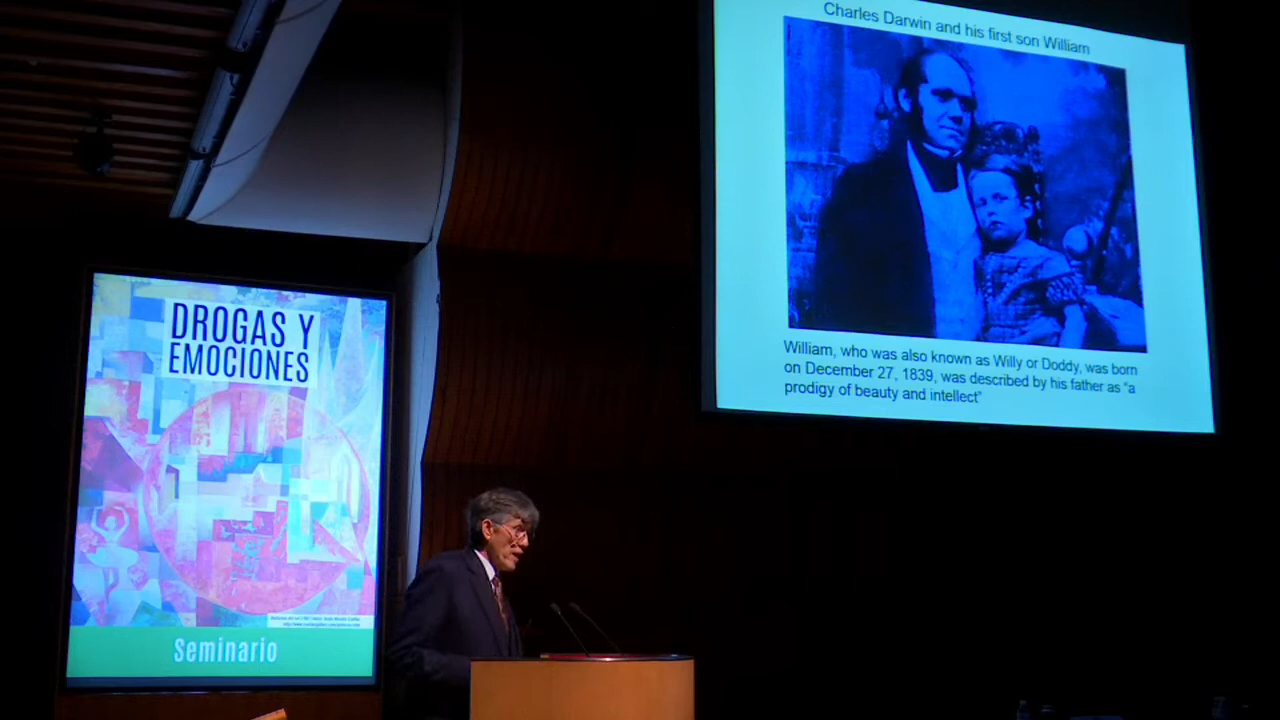 Charles Darwin and his first son William
William, who was also known as Willy or Doddy, was born
on December 27, 1839, was described by his father as “a
prodigy of beauty and intellect”
DROGAS Y
EMOCIONES
Seminario